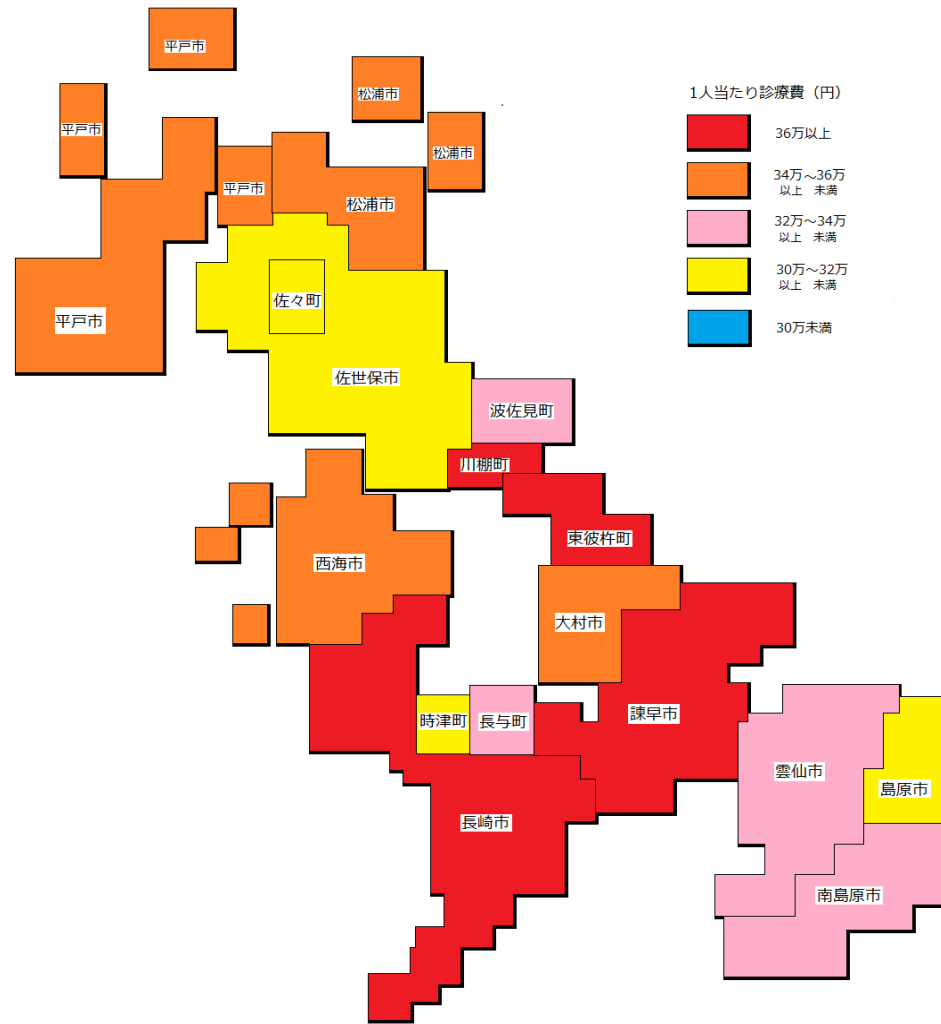 平戸市
松浦市
1人当たり診療費（円）
平戸市
36万以上
松浦市
34万～36万
以上　未満
平戸市
松浦市
32万～34万
以上　未満
30万～32万
以上　未満
佐々町
平戸市
30万未満
佐世保市
波佐見町
川棚町
東彼杵町
西海市
大村市
諫早市
時津町
長与町
雲仙市
島原市
長崎市
南島原市